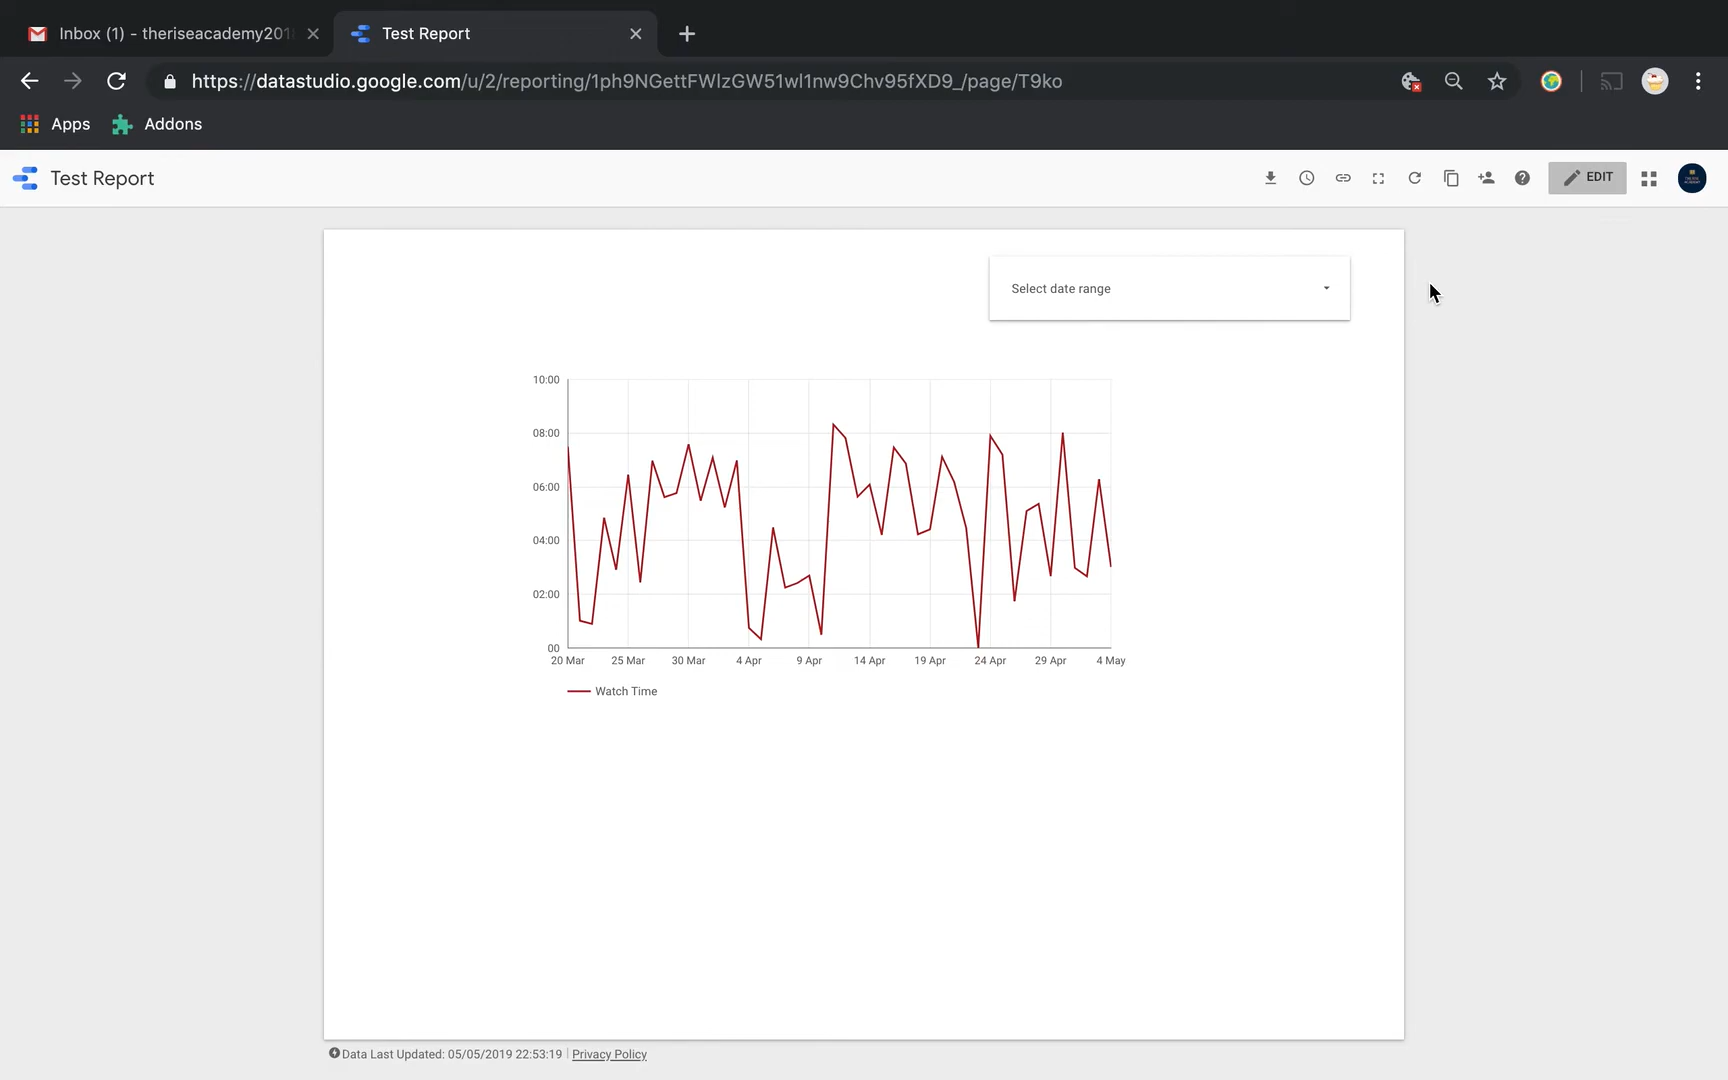 Inbox (1) - theriseacademy201
Test Report
https://datastudio.google.com/u/2/reporting/1ph9NGettFWIzGW51wl1nw9Chv95fXD9_/page/T9ko
Apps
Addons
Test Report
EDIT
Select date range
10:00
08:00
06:00
04:00
02:00
00
20 Mar
25 Mar
30 Mar
4 Apr
9 Apr
14 Apr
19 Apr
24 Apr
29 Apr
4 May
Watch Time
Data Last Updated: 05/05/2019 22:53:19 | Privacy Policy